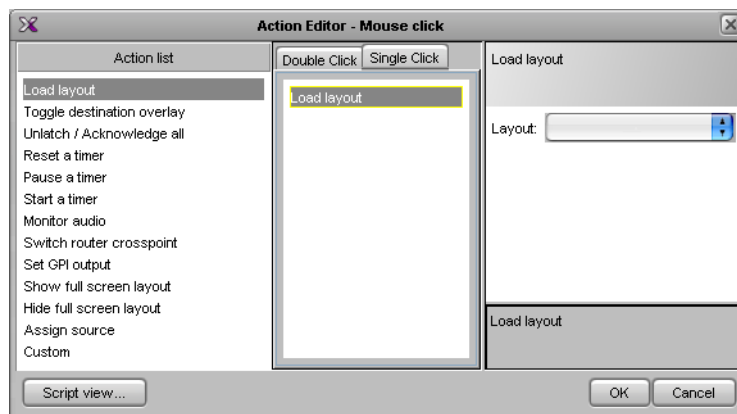 Action Editor - Mouse click
Action list
Load layout
Toggle destination overlay
Unlatch / Acknowledge all
Reset a timer
Pause a timer
Start a timer
Monitor audio
Switch router crosspoint
Set GPI output
Show full screen layout
Hide full screen layout
Assign source
Custom
Double Click
Single Click
Load layout
Load layout
Layout:
Load layout
Script view...
OK
Cancel